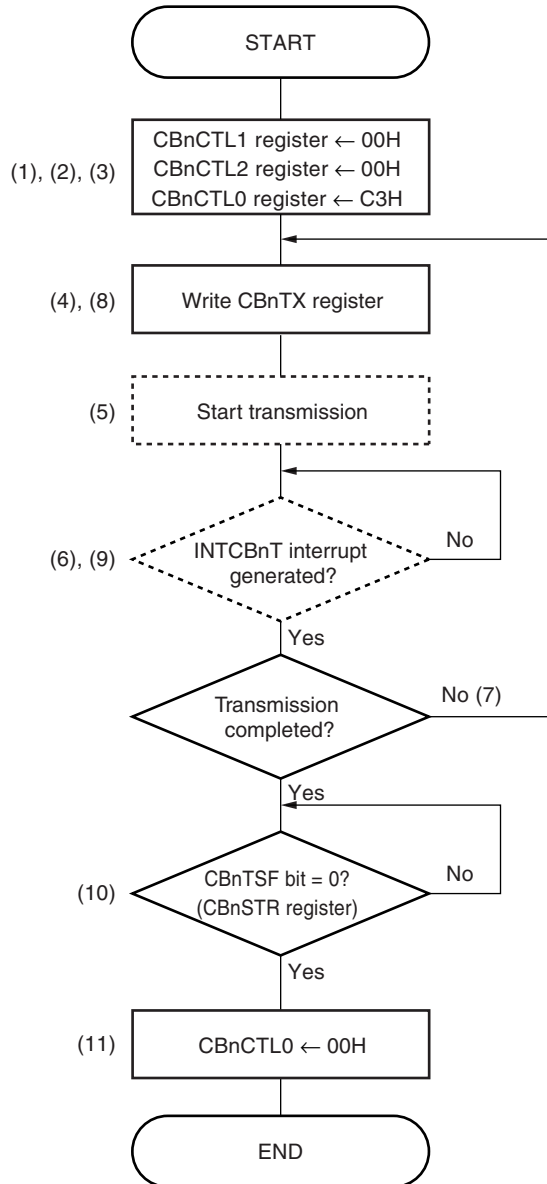 START
(1), (2), (3)
CBnCTL1 register ← 00H
CBnCTL2 register ← 00H
CBnCTL0 register ← C3H
(4), (8)
Write CBnTX register
(5)
Start transmission
(6), (9)
INTCBnT interrupt
generated?
No
Yes
Transmission
completed?
No (7)
Yes
(10)
CBnTSF bit = 0?
(CBnSTR register)
No
Yes
(11)
CBnCTL0 ← 00H
END